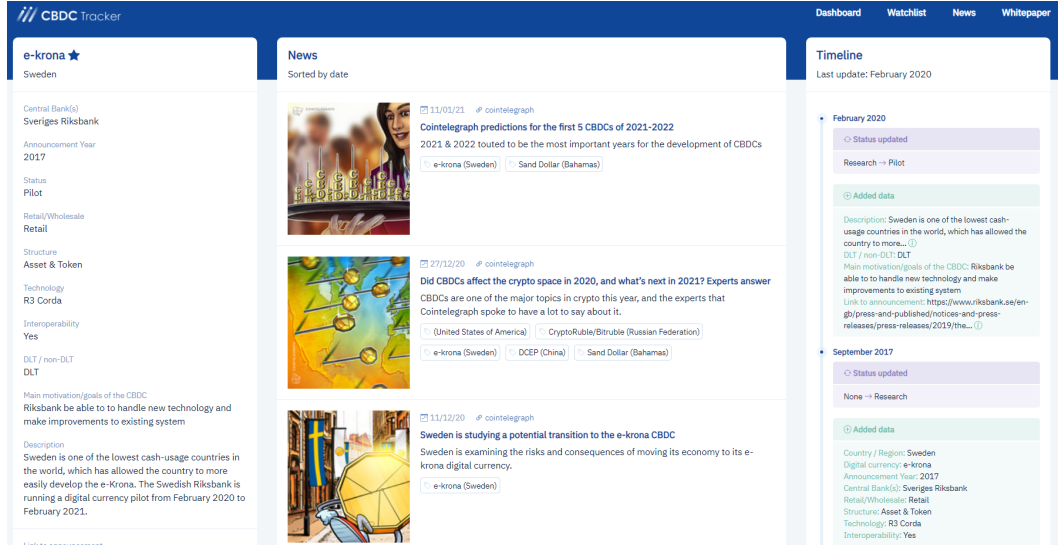 CBDC Tracker
Dashboard
Watchlist
News
Whitepaper
e-krona
Sweden
Central Bank(s)
Sveriges Riksbank
Announcement Year
2017
Status
Pilot
Retail/Wholesale
Retail
Structure
Asset & Token
Technology
R3 Corda
Interoperability
Yes
DLT / non-DLT
DLT
Main motivation/goals of the CBDC
Riksbank be able to to handle new technology and
make improvements to existing system
Description
Sweden is one of the lowest cash-usage countries in
the world, which has allowed the country to more
easily develop the e-Krona. The Swedish Riksbank is
running a digital currency pilot from February 2020 to
February 2021.
Link to announcement
News
Sorted by date
11/01/21 cointelegraph
Cointelegraph predictions for the first 5 CBDCs of 2021-2022
2021 & 2022 touted to be the most important years for the development of CBDCs
e-krona (Sweden) Sand Dollar (Bahamas)
27/12/20 cointelegraph
Did CBDCs affect the crypto space in 2020, and what's next in 2021? Experts answer
CBDCs are one of the major topics in crypto this year, and the experts that
Cointelegraph spoke to have a lot to say about it.
(United States of America) CryptoRuble/Bitruble (Russian Federation)
e-krona (Sweden) DCEP (China) Sand Dollar (Bahamas)
11/12/20 cointelegraph
Sweden is studying a potential transition to the e-krona CBDC
Sweden is examining the risks and consequences of moving its economy to its e-
krona digital currency.
e-krona (Sweden)
Timeline
Last update: February 2020
February 2020
Status updated
Research → Pilot
Added data
Description: Sweden is one of the lowest cash-
usage countries in the world, which has allowed the
country to more...
DLT / non-DLT: DLT
Main motivation/goals of the CBDC: Riksbank be
able to to handle new technology and make
improvements to existing system
Link to announcement: https://www.riksbank.se/en-
gb/press-and-published/notices-and-press-
releases/press-releases/2019/the...
September 2017
Status updated
None → Research
Added data
Country / Region: Sweden
Digital currency: e-krona
Announcement Year: 2017
Central Bank(s): Sveriges Riksbank
Retail/Wholesale: Retail
Structure: Asset & Token
Technology: R3 Corda
Interoperability: Yes